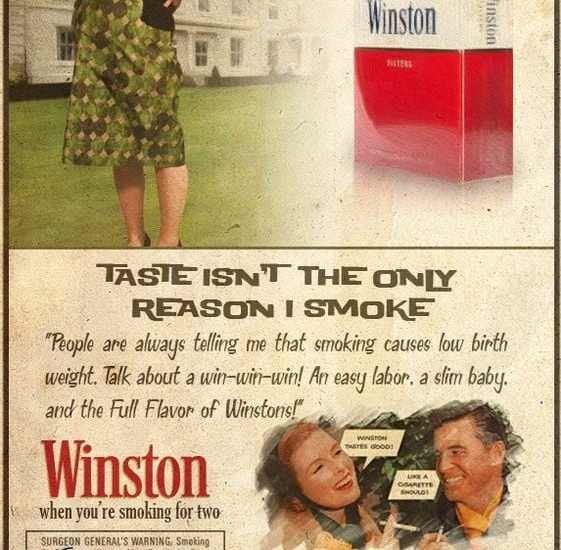 Winston
Winston
FILTERS
TASTE ISN'T THE ONLY
REASON I SMOKE
"People are always telling me that smoking causes low birth
weight. Talk about a win-win-win! An easy labor, a slim baby,
and the Full Flavor of Winstons!"
WINSTON
TASTES GOOD!
LIKE A
CIGARETTE
SHOULD!
Winston
when you're smoking for two
SURGEON GENERAL'S WARNING: Smoking